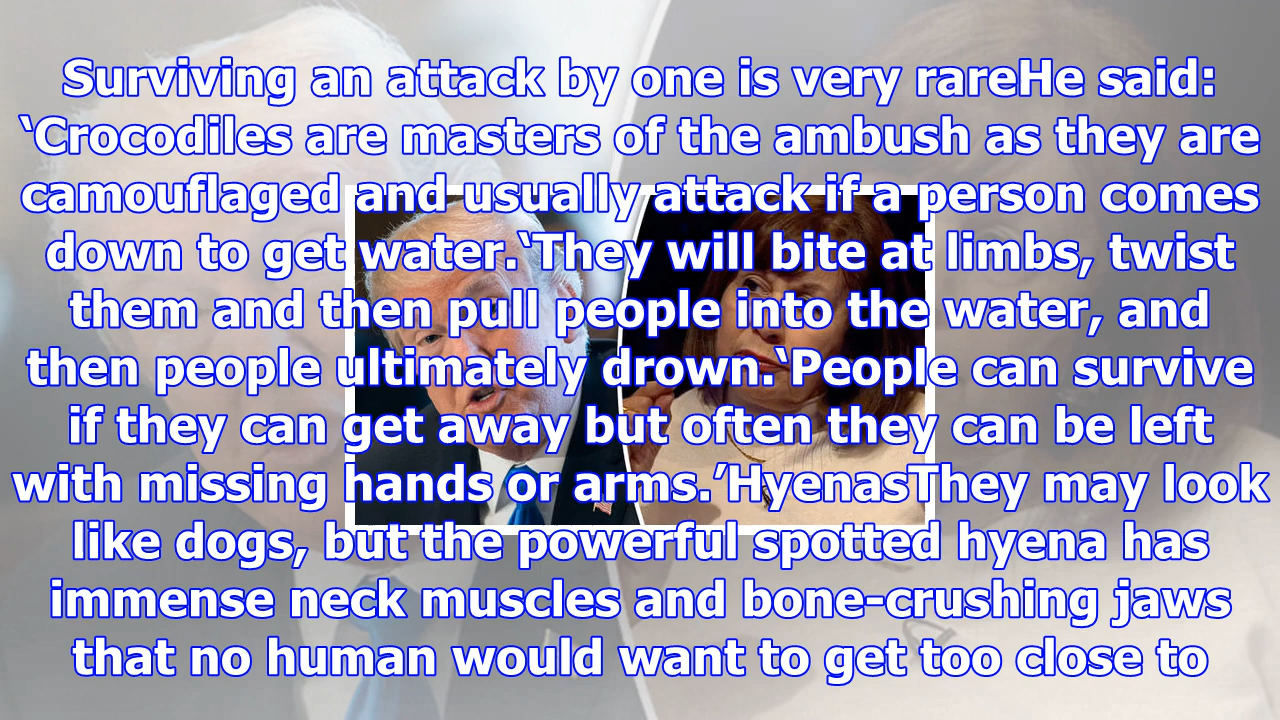 Surviving an attack by one is very rareHe said:
‘Crocodiles are masters of the ambush as they are
camouflaged and usually attack if a person comes
down to get water.‘They will bite at limbs, twist
them and then pull people into the water, and
then people ultimately drown.‘People can survive
if they can get away but often they can be left
with missing hands or arms.’HyenasThey may look
like dogs, but the powerful spotted hyena has
immense neck muscles and bone-crushing jaws
that no human would want to get too close to